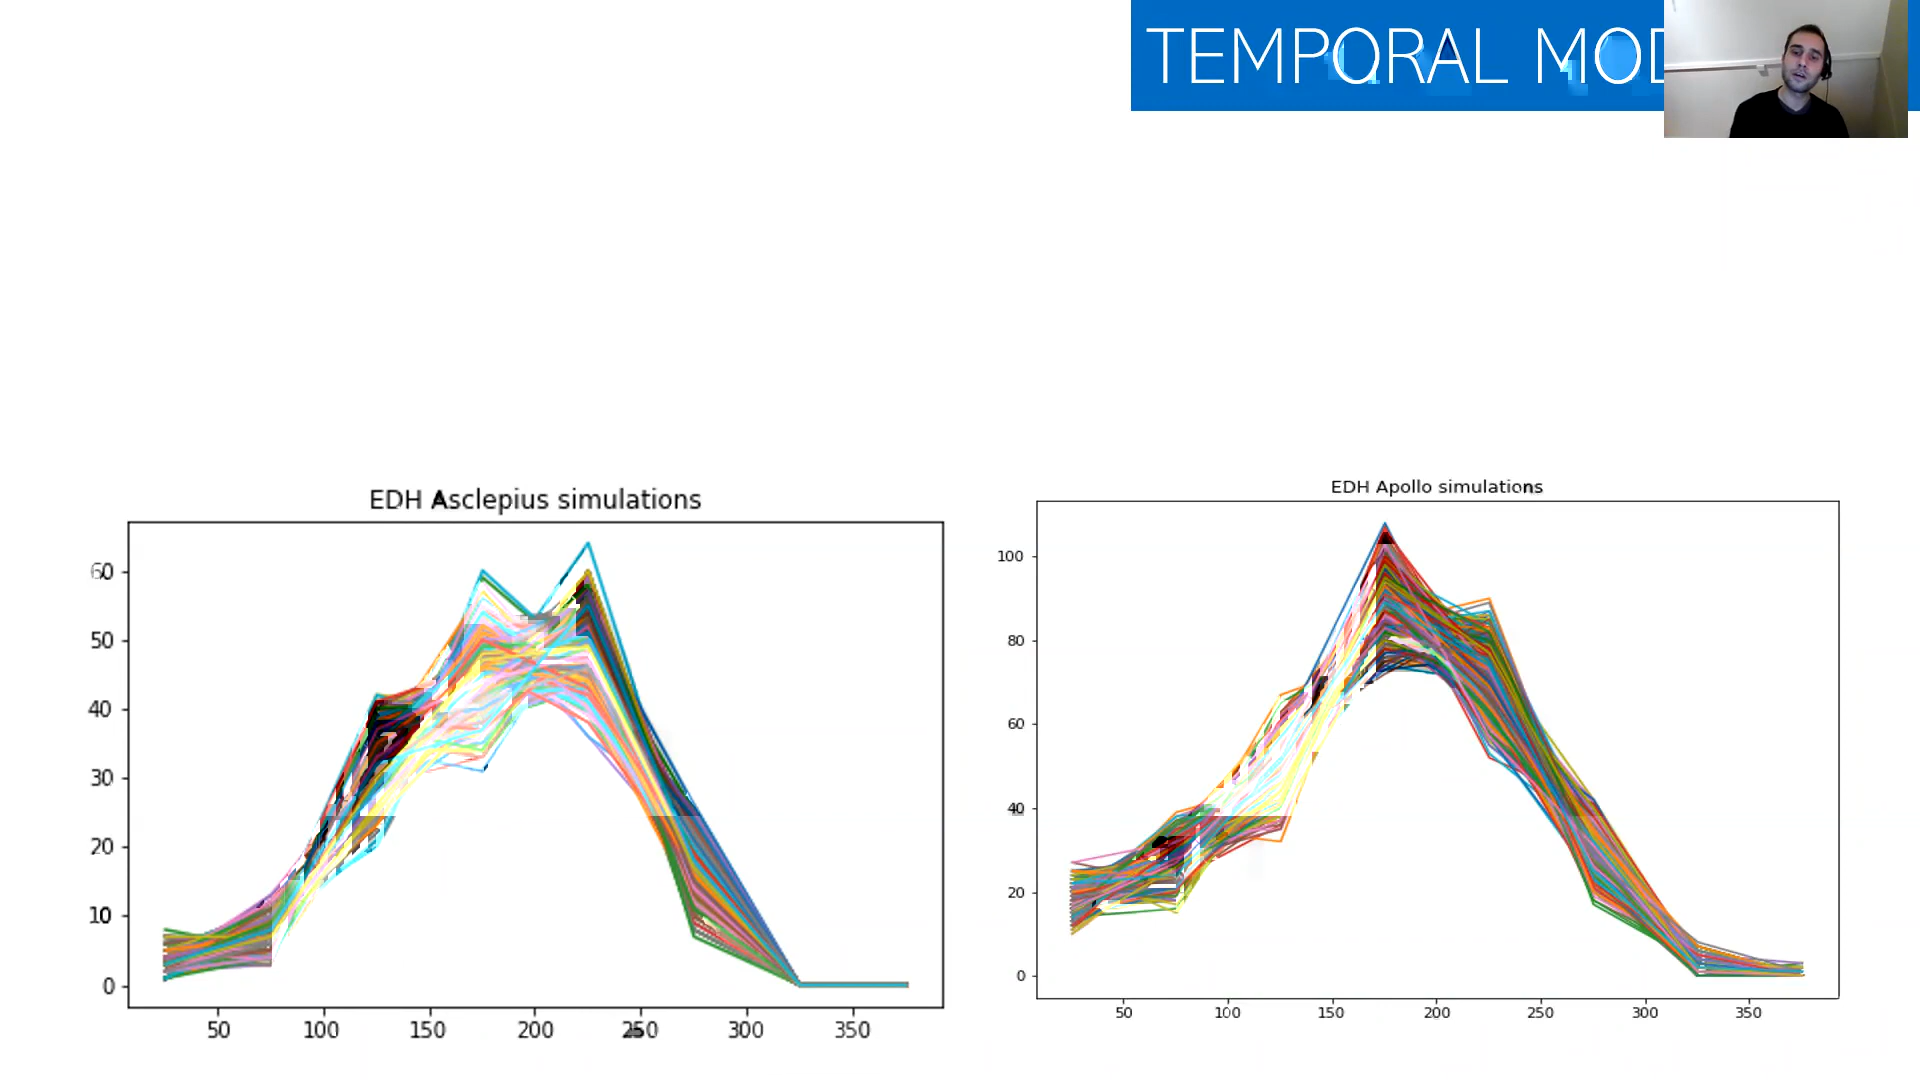 TEMPORAL MOD
EDH Asclepius simulations
60
50
40
30
20
10
0
50 100 150 200 250 300 350
EDH Apollo simulations
100
80
60
40
20
0
50 100 150 200 250 300 350